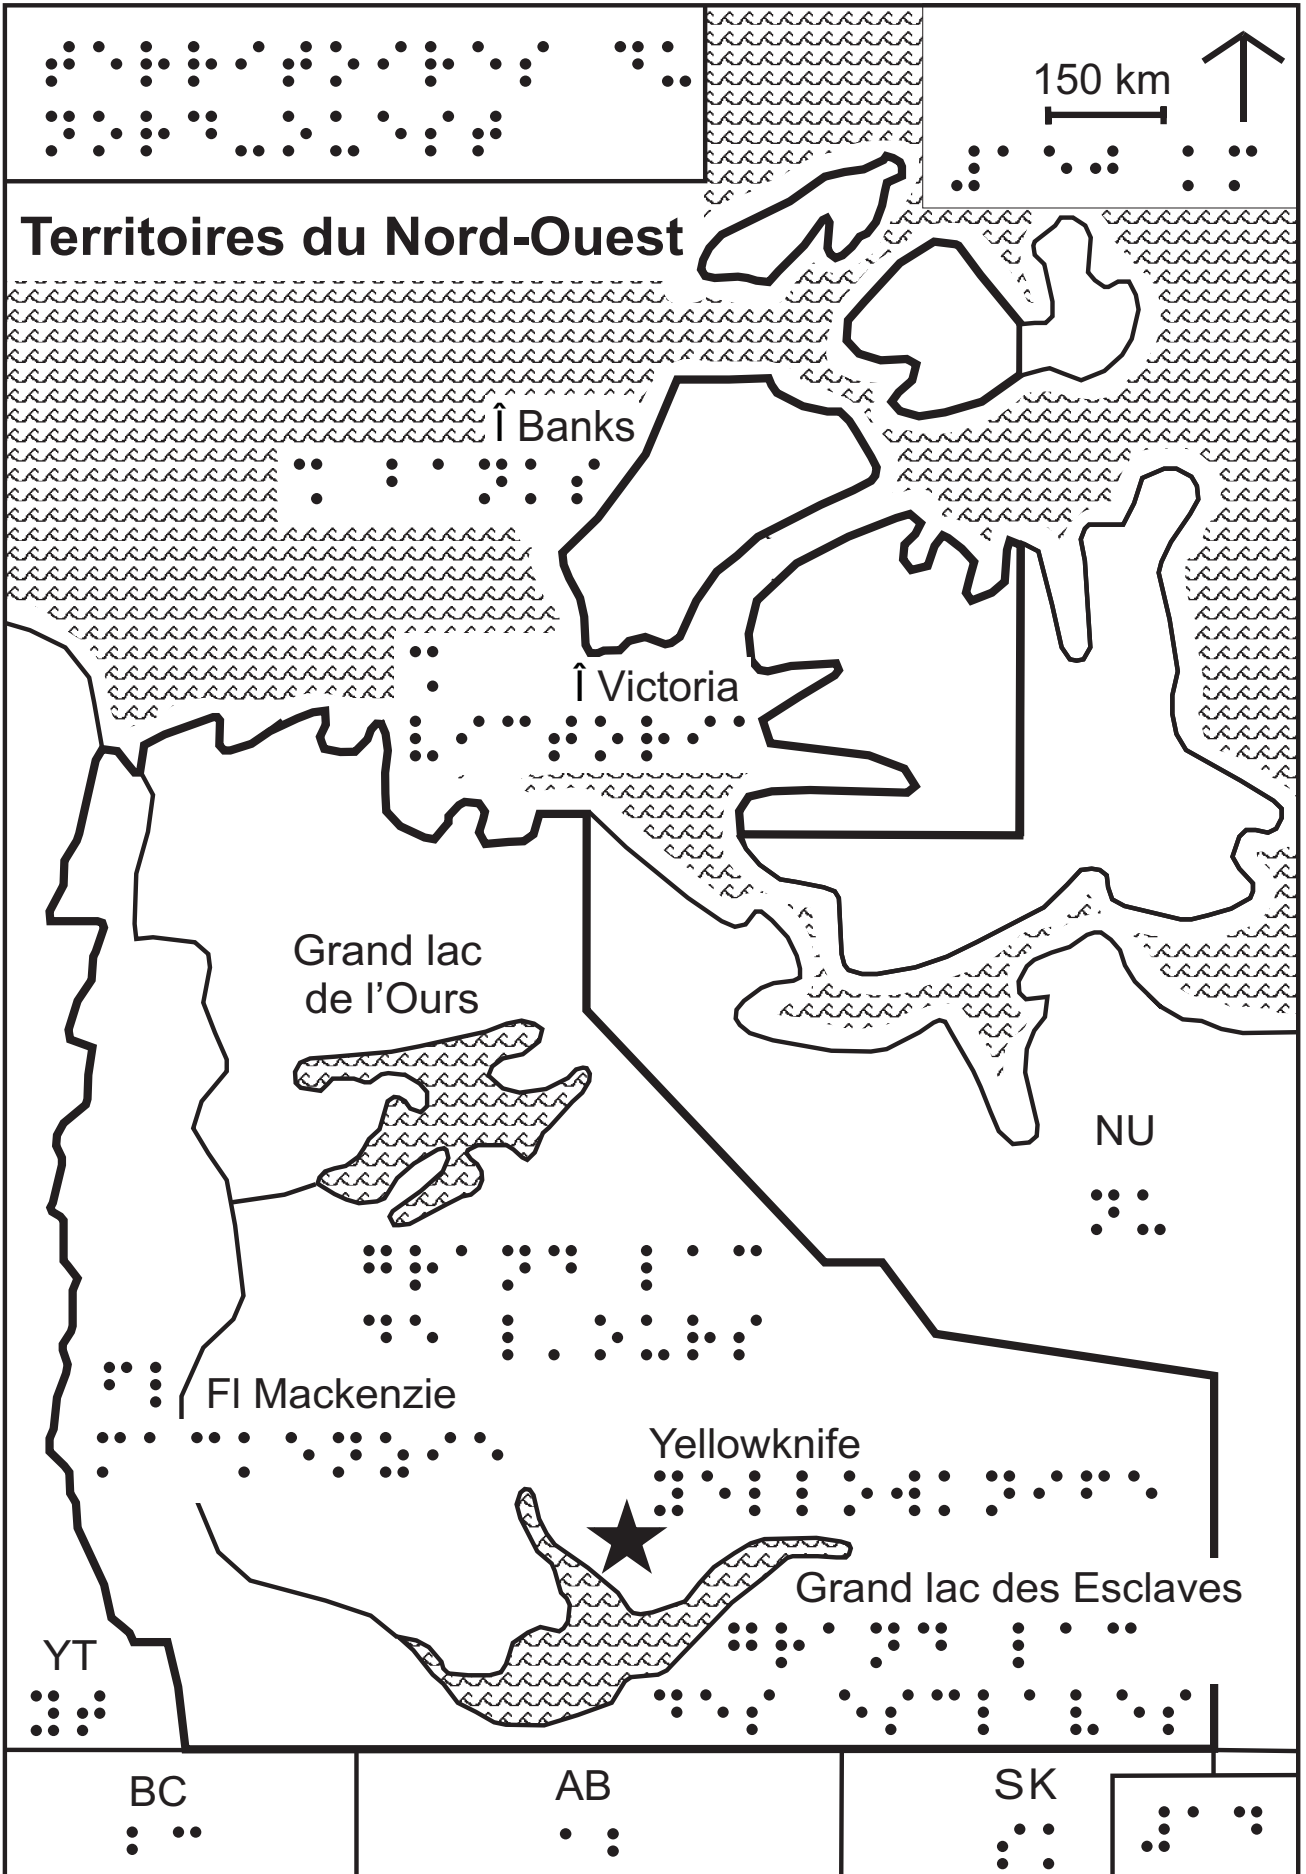 ⠞⠑⠗⠗⠊⠞⠕⠊⠗⠑⠎ ⠙⠥
⠝⠕⠗⠙⠤⠕⠥⠑⠎⠞
150 km
⠼⠁⠑⠚ ⠅⠍
Territoires du Nord-Ouest
Î Banks
⠩ ⠃⠁⠝⠅⠎
⠩
Î Victoria
⠧⠊⠉⠞⠕⠗⠊⠁
Grand lac
de l’Ours
⠛⠗⠁⠝⠙ ⠇⠁⠉
⠙⠑ ⠇⠄⠕⠥⠗⠎
NU
⠝⠥
⠋⠇
Fl Mackenzie
⠍⠁⠉⠅⠑⠝⠵⠊⠑
Yellowknife
⠽⠑⠇⠇⠕⠺⠅⠝⠊⠋⠑
Grand lac des Esclaves
⠛⠗⠁⠝⠙ ⠇⠁⠉
⠙⠑⠎ ⠑⠎⠉⠇⠁⠧⠑⠎
YT
⠽⠞
BC
⠃⠉
AB
⠁⠃
SK
⠎⠅
⠼⠁⠙